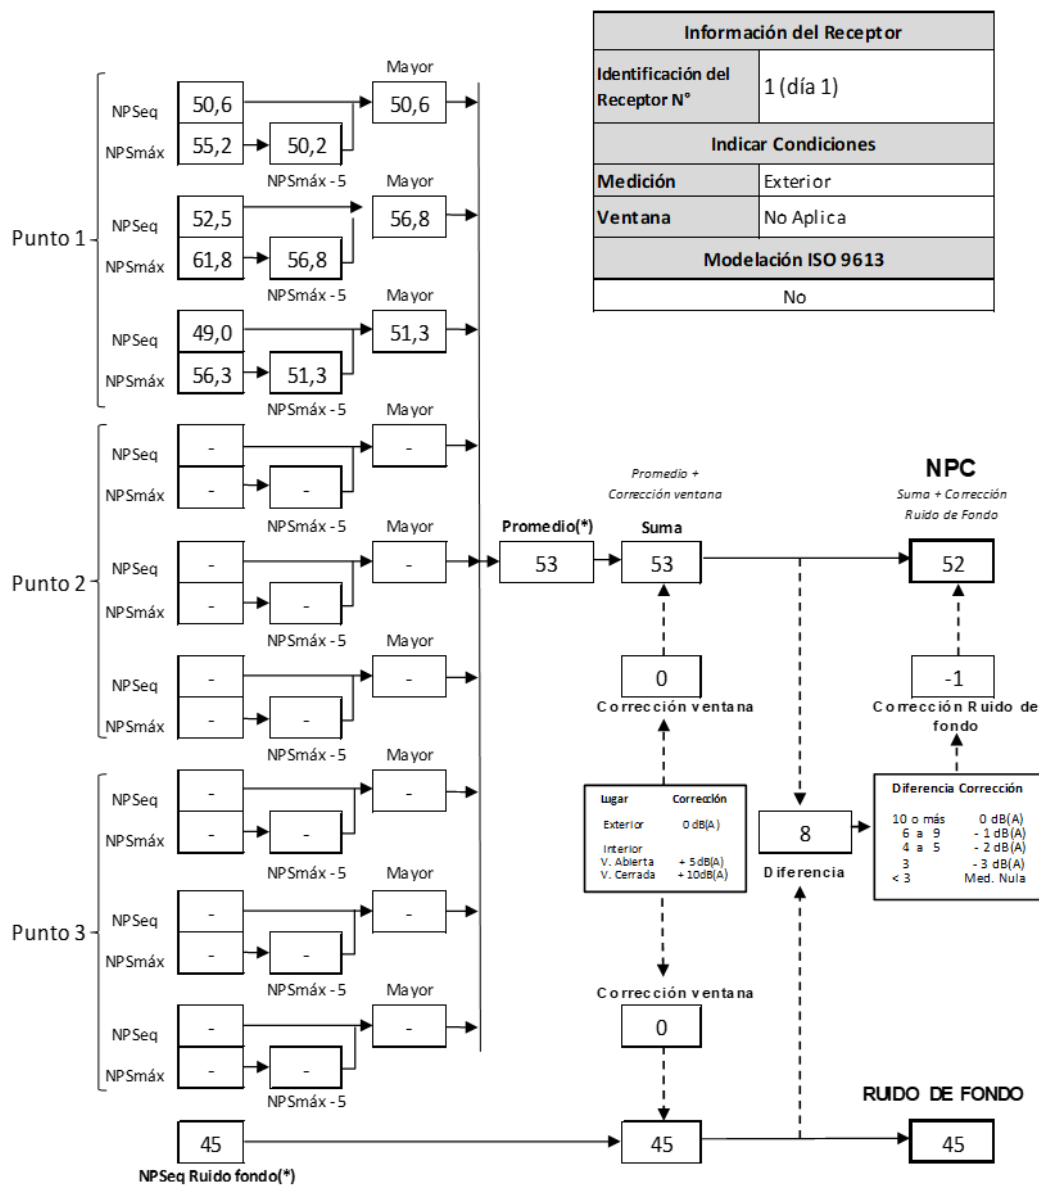 Información del Receptor
Identificación del Receptor N°
1 (día 1)
Indicar Condiciones
Medición
Exterior
Ventana
No Aplica
Modelación ISO 9613
No
Punto 1
Mayor
NPSeq
50,6
50,6
NPSmáx
55,2
50,2
NPSmáx - 5
Mayor
NPSeq
52,5
56,8
NPSmáx
61,8
56,8
NPSmáx - 5
Mayor
NPSeq
49,0
51,3
NPSmáx
56,3
51,3
NPSmáx - 5
Punto 2
Mayor
NPSeq
-
-
NPSmáx
-
-
NPSmáx - 5
Mayor
NPSeq
-
-
NPSmáx
-
-
NPSmáx - 5
Mayor
NPSeq
-
-
NPSmáx
-
-
NPSmáx - 5
Punto 3
Mayor
NPSeq
-
-
NPSmáx
-
-
NPSmáx - 5
Mayor
NPSeq
-
-
NPSmáx
-
-
NPSmáx - 5
Mayor
NPSeq
-
-
NPSmáx
-
-
NPSmáx - 5
45
NPSeq Ruido fondo(*)
Promedio(*)
53
Promedio +
Corrección ventana
Suma
53
0
Corrección ventana
Lugar Corrección
Exterior 0 dB(A)
Interior
V. Abierta + 5dB(A)
V. Cerrada + 10dB(A)
Corrección ventana
0
45
8
Diferencia
NPC
Suma + Corrección
Ruido de Fondo
52
-1
Corrección Ruido de
fondo
Diferencia Corrección
10 o más 0 dB(A)
6 a 9 - 1 dB(A)
4 a 5 - 2 dB(A)
3 - 3 dB(A)
< 3 Med. Nula
RUIDO DE FONDO
45